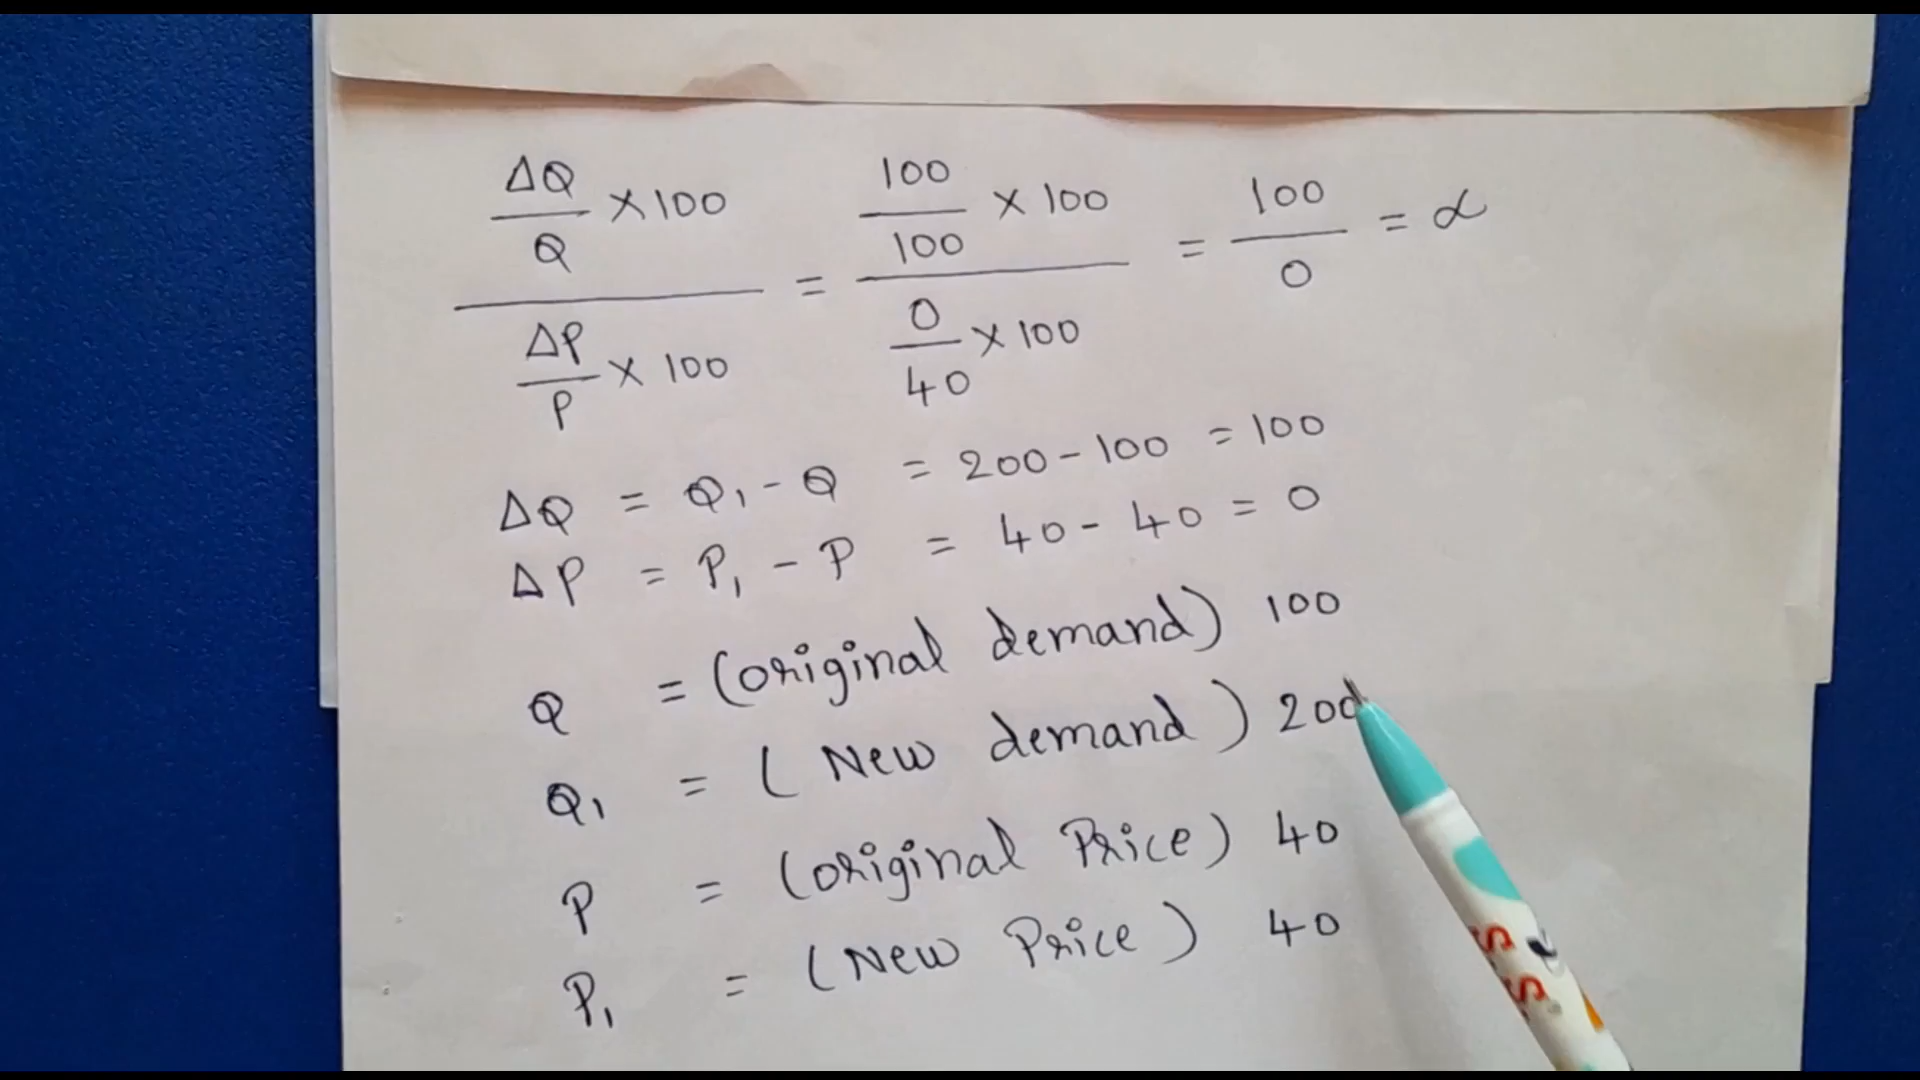 ΔQ/Q × 100 / ΔP/P × 100 = 100/100 × 100 / 0/40 × 100 = 100/0 = ∝
ΔQ = Q₁ - Q = 200 - 100 = 100
ΔP = P₁ - P = 40 - 40 = 0
Q = (original demand) 100
Q₁ = (New demand) 200
P = (original Price) 40
P₁ = (New Price) 40